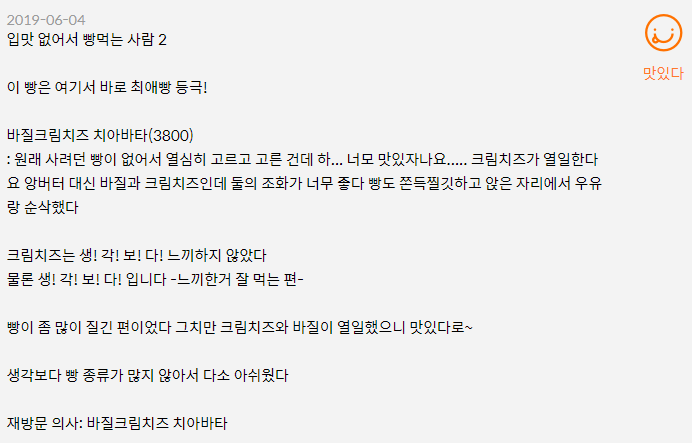 2019-06-04
입맛 없어서 빵먹는 사람 2
맛있다
이 빵은 여기서 바로 최애빵 등극!
바질크림치즈 치아바타(3800)
: 원래 사려던 빵이 없어서 열심히 고르고 고른 건데 하... 너모 맛있자나요..... 크림치즈가 열일한다
요 앙버터 대신 바질과 크림치즈인데 둘의 조화가 너무 좋다 빵도 쫀득찔깃하고 앉은 자리에서 우유
랑 순삭했다
크림치즈는 생! 각! 보! 다! 느끼하지 않았다
물론 생! 각! 보! 다! 입니다 -느끼한거 잘 먹는 편-
빵이 좀 많이 질긴 편이었다 그치만 크림치즈와 바질이 열일했으니 맛있다로~
생각보다 빵 종류가 많지 않아서 다소 아쉬웠다
재방문 의사: 바질크림치즈 치아바타